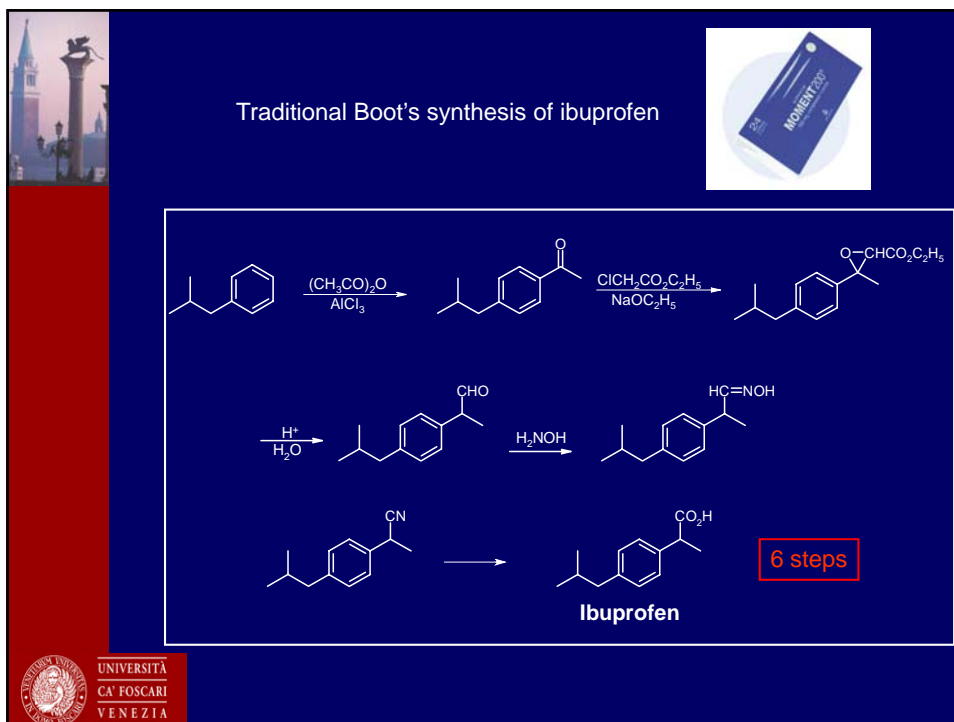 Traditional Boot's synthesis of ibuprofen
24
MOMENT 200®
(CH₃CO)₂O
AlCl₃
O
ClCH₂CO₂C₂H₅
NaOC₂H₅
O
CHCO₂C₂H₅
H⁺
H₂O
CHO
H₂NOH
HC=NOH
CN
CO₂H
6 steps
Ibuprofen
UNIVERSITÀ
CA' FOSCARI
VENEZIA